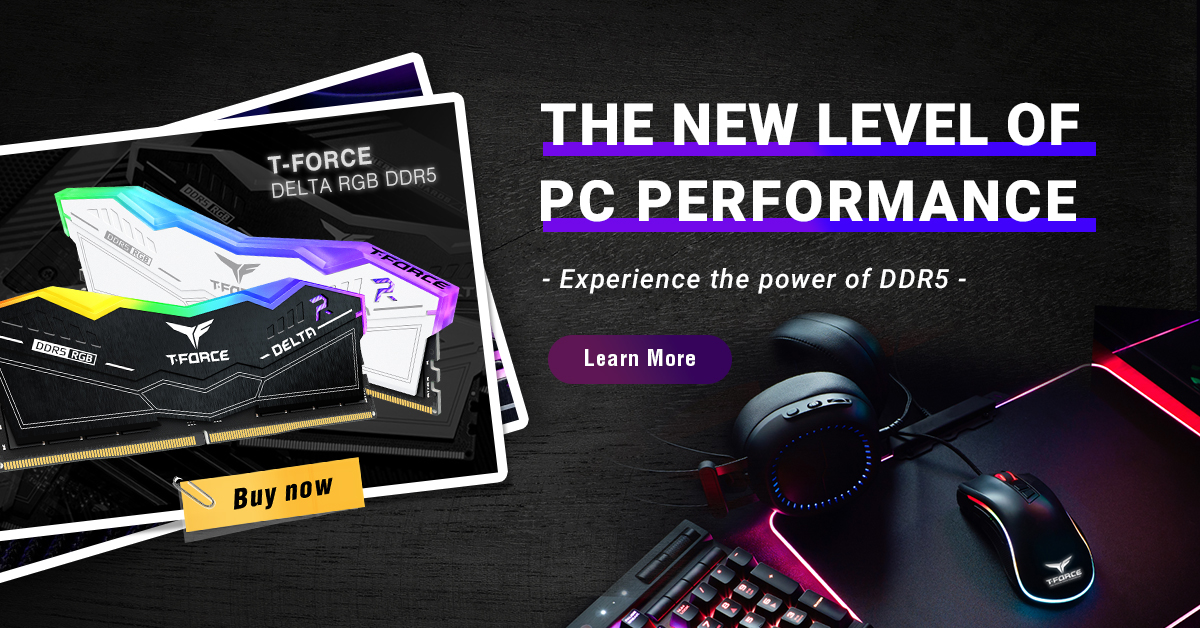 T-FORCE
DELTA RGB DDR5
DDR5 RGB
T-FORCE
DDR5 RGB
T-FORCE
DELTA
Buy now
THE NEW LEVEL OF
PC PERFORMANCE
- Experience the power of DDR5 -
Learn More
T-FORCE